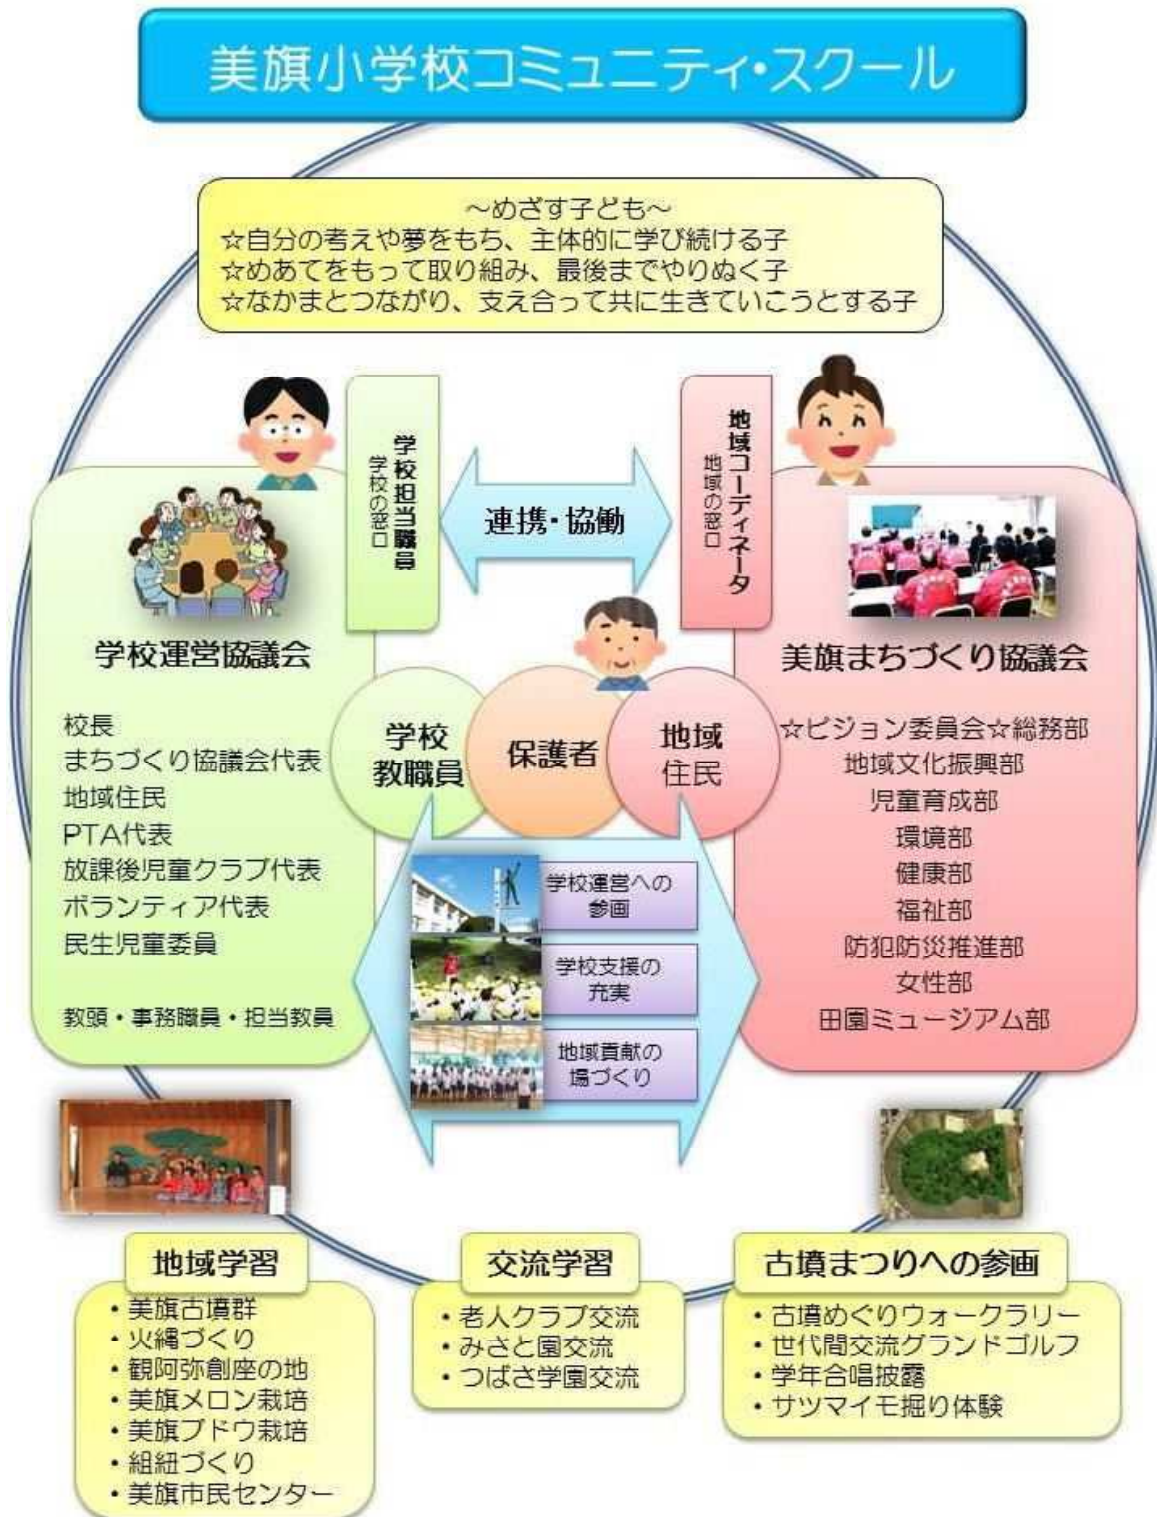 美旗小学校コミュニティ・スクール
～めざす子ども～
☆自分の考えや夢をもち、主体的に学び続ける子
☆めあてをもって取り組み、最後までやりぬく子
☆なかまとつながり、支え合って共に生きていこうとする子
学校担当職員
学校の窓口
連携・協働
地域コーディネータ
地域の窓口
学校運営協議会
校長
まちづくり協議会代表
地域住民
PTA代表
放課後児童クラブ代表
ボランティア代表
民生児童委員
教頭・事務職員・担当教員
学校
教職員
保護者
地域
住民
学校運営への
参画
学校支援の
充実
地域貢献の
場づくり
美旗まちづくり協議会
☆ビジョン委員会☆総務部
地域文化振興部
児童育成部
環境部
健康部
福祉部
防犯防災推進部
女性部
田園ミュージアム部
地域学習
・美旗古墳群
・火縄づくり
・観阿弥創座の地
・美旗メロン栽培
・美旗ブドウ栽培
・組紐づくり
・美旗市民センター
交流学習
・老人クラブ交流
・みさと園交流
・つばさ学園交流
古墳まつりへの参画
・古墳めぐりウォークラリー
・世代間交流グランドゴルフ
・学年合唱披露
・サツマイモ掘り体験